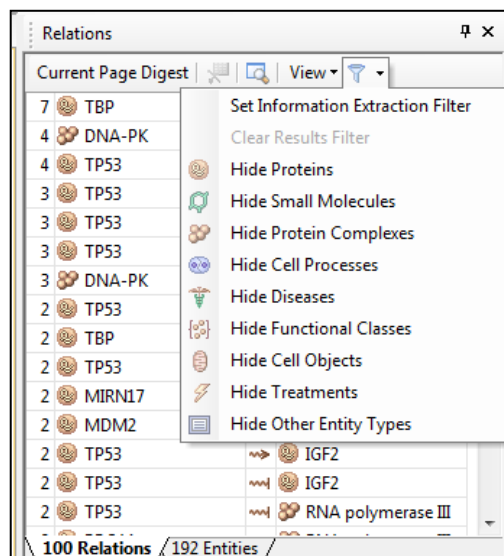 Relations
Current Page Digest View
7 TBP
Set Information Extraction Filter
4 DNA-PK
Clear Results Filter
4 TP53
Hide Proteins
3 TP53
Hide Small Molecules
3 TP53
Hide Protein Complexes
3 TP53
Hide Cell Processes
3 DNA-PK
Hide Diseases
2 TP53
Hide Functional Classes
2 TBP
Hide Cell Objects
2 TP53
Hide Treatments
2 MIRN17
Hide Other Entity Types
2 MDM2
2 TP53 IGF2
2 TP53 IGF2
2 TP53 RNA polymerase III
100 Relations 192 Entities